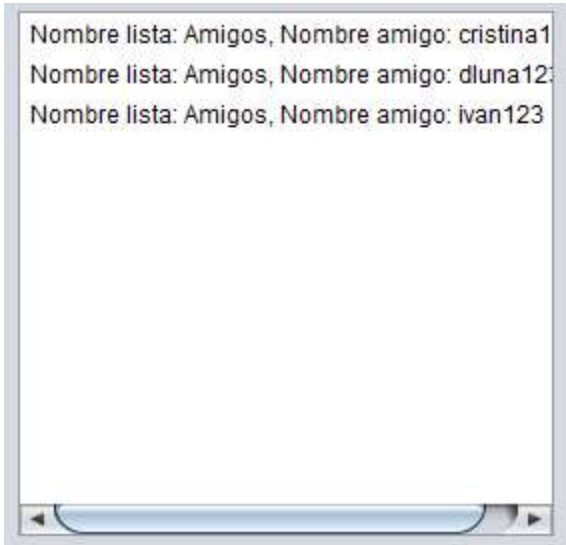 Nombre lista: Amigos, Nombre amigo: cristina1
Nombre lista: Amigos, Nombre amigo: dluna12
Nombre lista: Amigos, Nombre amigo: ivan123